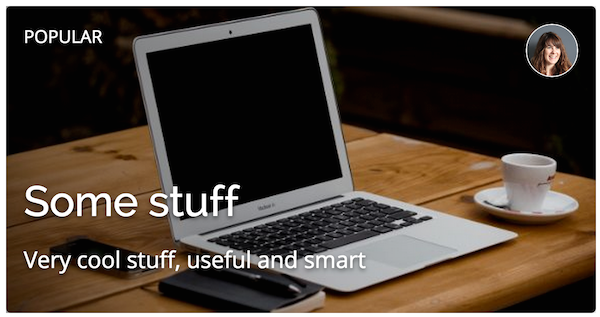 POPULAR
Some stuff
Very cool stuff, useful and smart